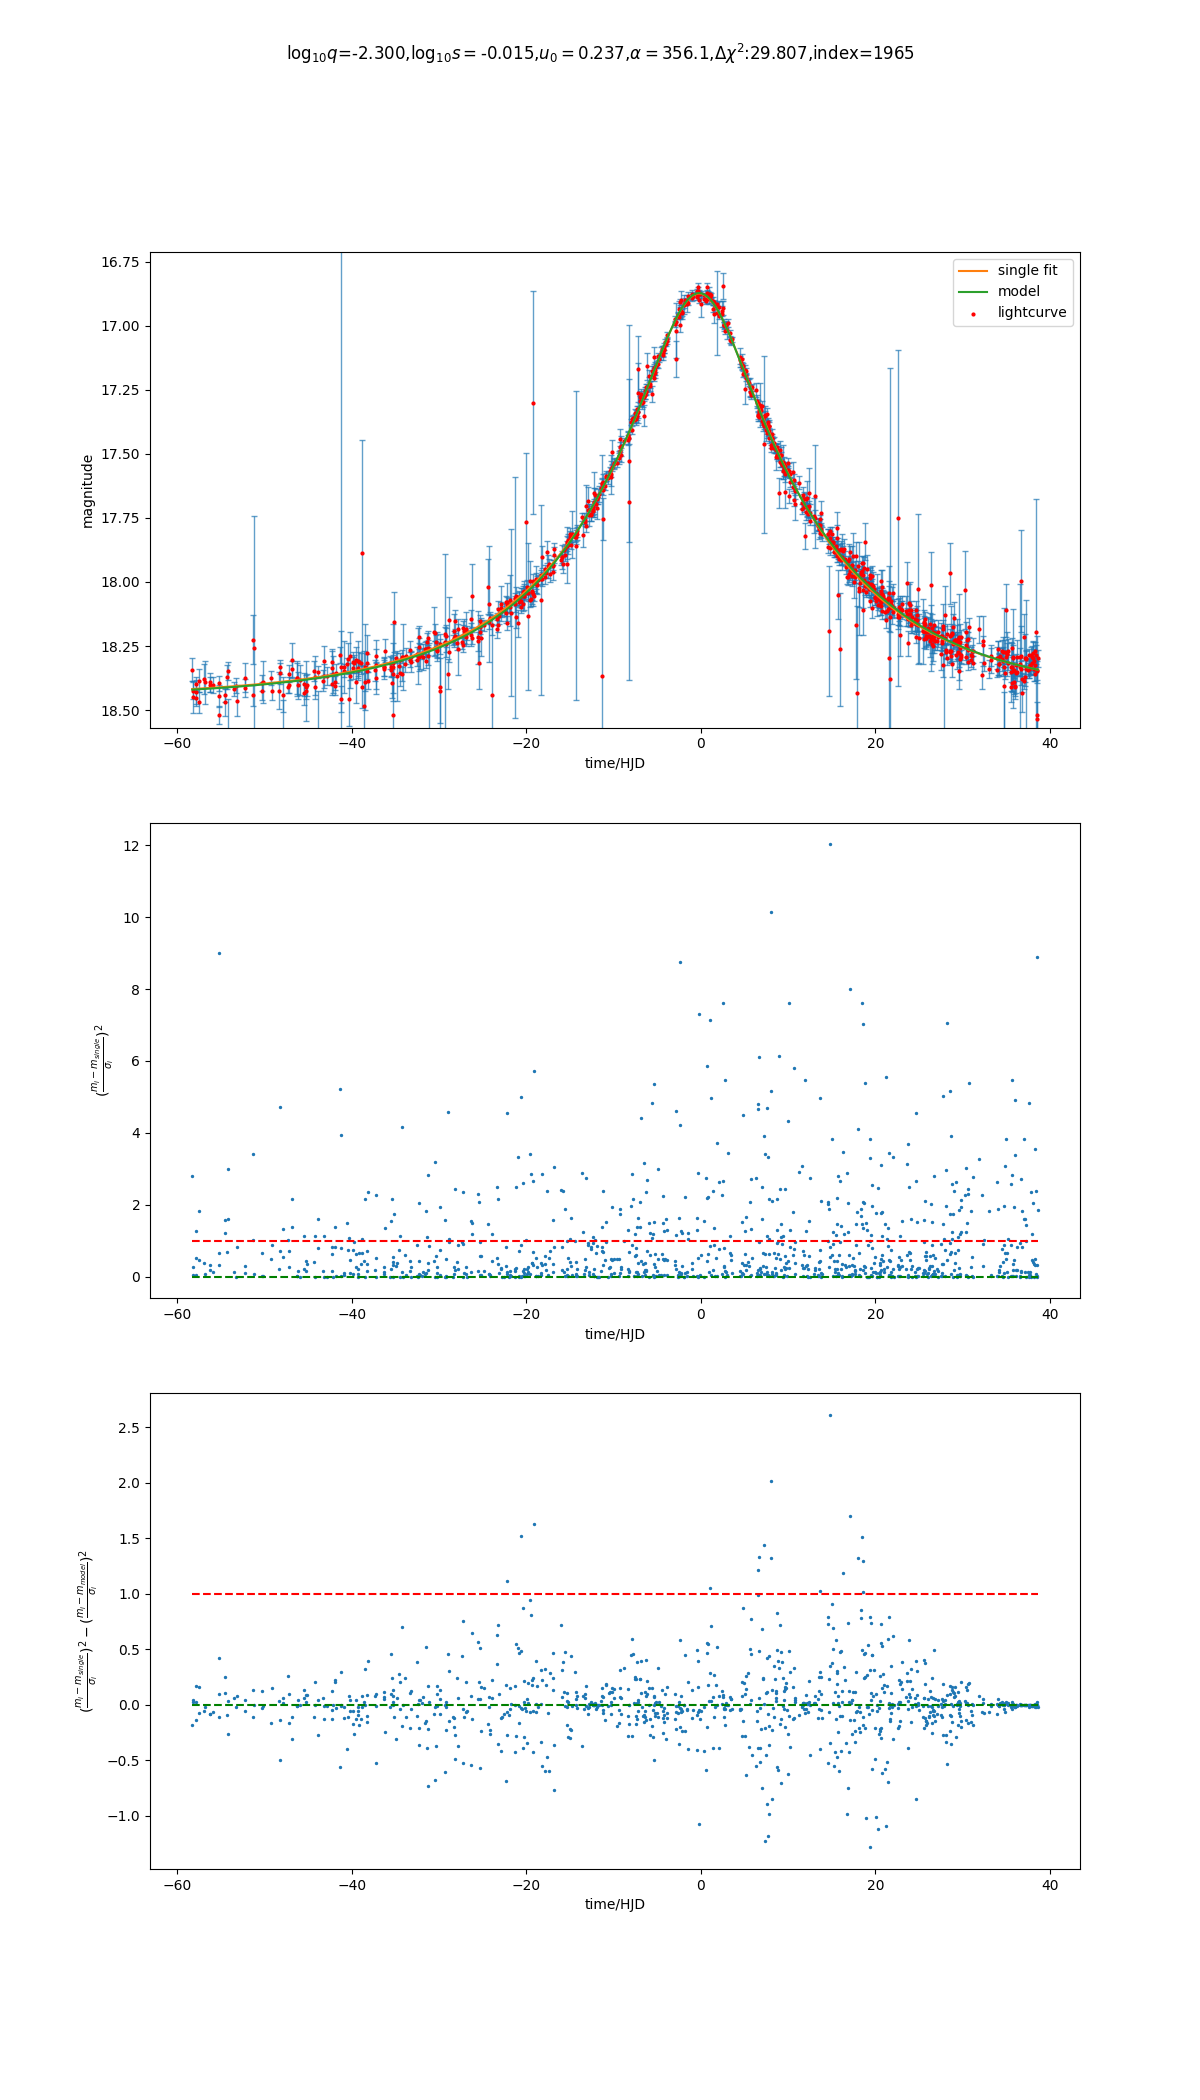 log₁₀q=-2.300,log₁₀s = -0.015,u₀ = 0.237,α = 356.1,Δχ²:29.807,index=1965
16.75
17.00
17.25
17.50
17.75
18.00
18.25
18.50
magnitude
single fit
model
lightcurve
−60 −40 −20 0 20 40
time/HJD
12
10
8
6
4
2
0
((mᵢ − m_single)/σᵢ)²
−60 −40 −20 0 20 40
time/HJD
2.5
2.0
1.5
1.0
0.5
0.0
−0.5
−1.0
((mᵢ − m_single)/σᵢ)² − ((mᵢ − m_model)/σᵢ)²
−60 −40 −20 0 20 40
time/HJD